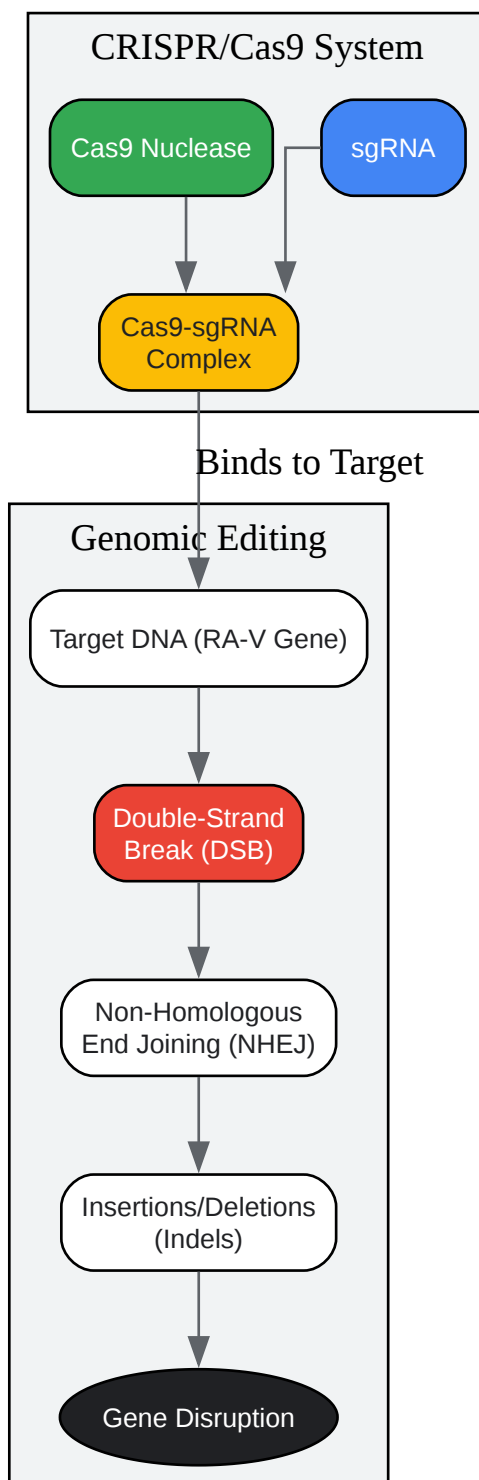 CRISPR/Cas9 System
Cas9 Nuclease
sgRNA
Cas9-sgRNA
Complex
Binds to Target
Genomic Editing
Target DNA (RA-V Gene)
Double-Strand
Break (DSB)
Non-Homologous
End Joining (NHEJ)
Insertions/Deletions
(Indels)
Gene Disruption